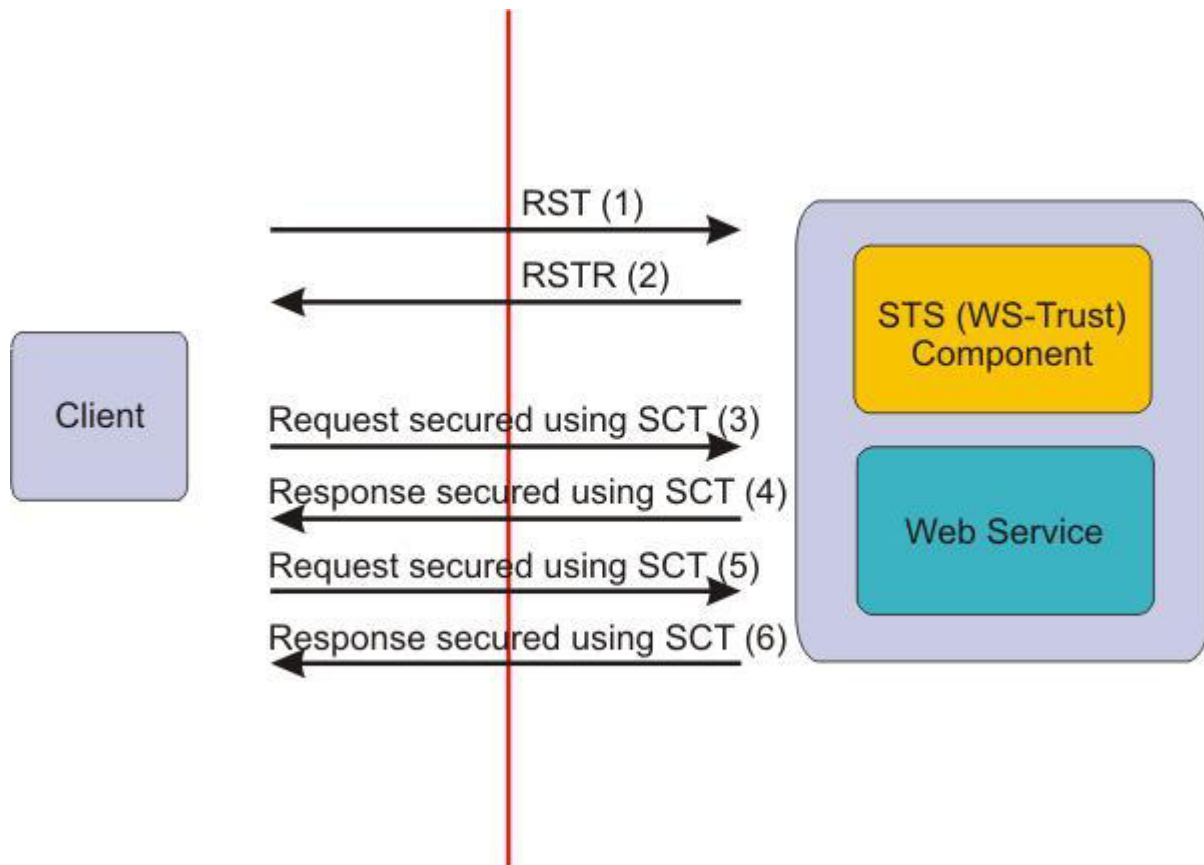 RST (1)
RSTR (2)
STS (WS-Trust)
Component
Client
Request secured using SCT (3)
Response secured using SCT (4)
Web Service
Request secured using SCT (5)
Response secured using SCT (6)